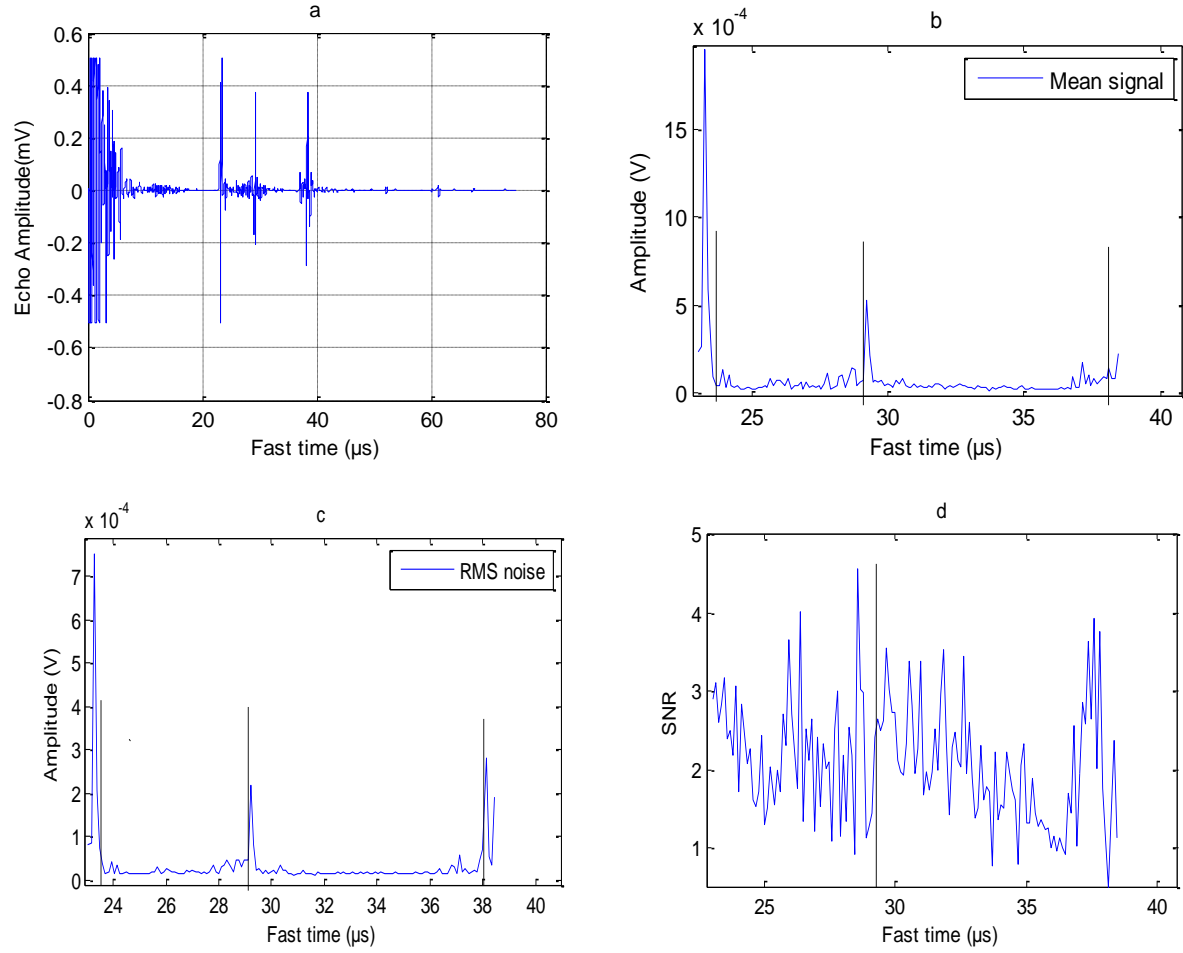 a
0.6
0.4
0.2
0
-0.2
-0.4
-0.6
-0.8
Echo Amplitude(mV)
0 20 40 60 80
Fast time (µs)
b
x 10-4
15
10
5
0
Amplitude (V)
Mean signal
25 30 35 40
Fast time (µs)
c
x 10-4
7
6
5
4
3
2
1
0
Amplitude (V)
RMS noise
24 26 28 29 30 32 34 36 38 40
Fast time (µs)
d
5
4
3
2
1
SNR
25 30 35 40
Fast time (µs)